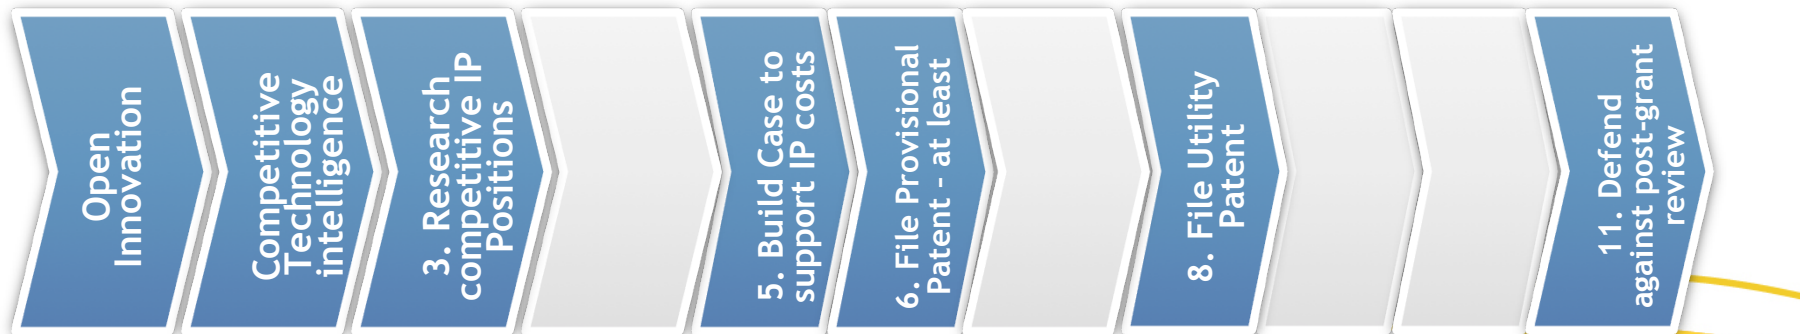 Open
Innovation
Competitive
Technology
intelligence
3. Research
competitive IP
Positions
5. Build Case to
support IP costs
6. File Provisional
Patent - at least
8. File Utility
Patent
11. Defend
against post-grant
review